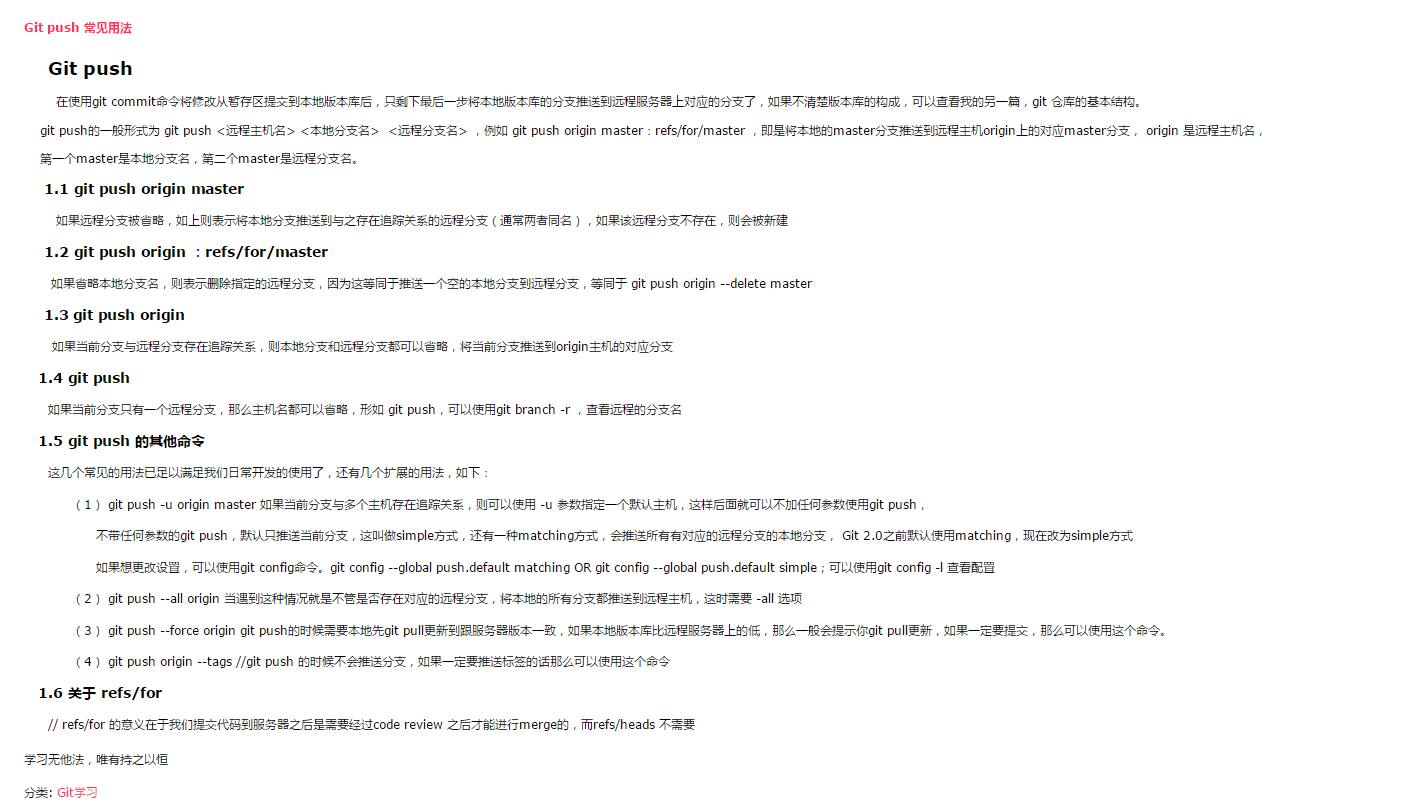 Git push 常见用法
Git push
在使用git commit命令将修改从暂存区提交到本地版本库后，只剩下最后一步将本地版本库的分支推送到远程服务器上对应的分支了，如果不清楚版本库的构成，可以查看我的另一篇，git 仓库的基本结构。
git push的一般形式为 git push <远程主机名> <本地分支名> <远程分支名> ，例如 git push origin master：refs/for/master ，即是将本地的master分支推送到远程主机origin上的对应master分支， origin 是远程主机名，
第一个master是本地分支名，第二个master是远程分支名。
1.1 git push origin master
如果远程分支被省略，如上则表示将本地分支推送到与之存在追踪关系的远程分支（通常两者同名），如果该远程分支不存在，则会被新建
1.2 git push origin ：refs/for/master
如果省略本地分支名，则表示删除指定的远程分支，因为这等同于推送一个空的本地分支到远程分支，等同于 git push origin --delete master
1.3 git push origin
如果当前分支与远程分支存在追踪关系，则本地分支和远程分支都可以省略，将当前分支推送到origin主机的对应分支
1.4 git push
如果当前分支只有一个远程分支，那么主机名都可以省略，形如 git push，可以使用git branch -r ，查看远程的分支名
1.5 git push 的其他命令
这几个常见的用法已足以满足我们日常开发的使用了，还有几个扩展的用法，如下：
（1） git push -u origin master 如果当前分支与多个主机存在追踪关系，则可以使用 -u 参数指定一个默认主机，这样后面就可以不加任何参数使用git push，
不带任何参数的git push，默认只推送当前分支，这叫做simple方式，还有一种matching方式，会推送所有有对应的远程分支的本地分支， Git 2.0之前默认使用matching，现在改为simple方式
如果想更改设置，可以使用git config命令。git config --global push.default matching OR git config --global push.default simple；可以使用git config -l 查看配置
（2） git push --all origin 当遇到这种情况就是不管是否存在对应的远程分支，将本地的所有分支都推送到远程主机，这时需要 -all 选项
（3） git push --force origin git push的时候需要本地先git pull更新到跟服务器版本一致，如果本地版本库比远程服务器上的低，那么一般会提示你git pull更新，如果一定要提交，那么可以使用这个命令。
（4） git push origin --tags //git push 的时候不会推送分支，如果一定要推送标签的话那么可以使用这个命令
1.6 关于 refs/for
// refs/for 的意义在于我们提交代码到服务器之后是需要经过code review 之后才能进行merge的，而refs/heads 不需要
学习无他法，唯有持之以恒
分类: Git学习